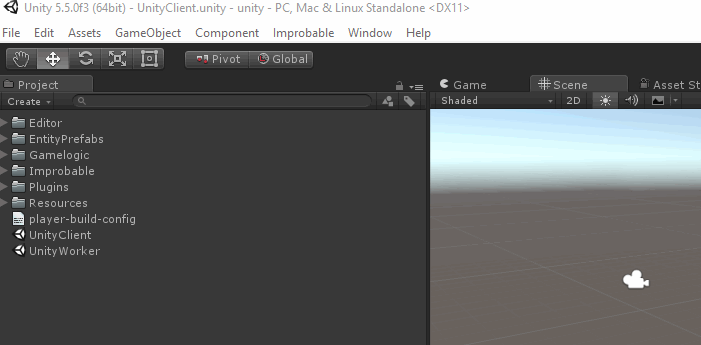 Unity 5.5.0f3 (64bit) - UnityClient.unity - unity - PC, Mac & Linux Standalone <DX11>
File Edit Assets GameObject Component Improbable Window Help
Pivot Global
Project Game Scene Asset St
Create Shaded 2D
Editor
EntityPrefabs
Gamelogic
Improbable
Plugins
Resources
player-build-config
UnityClient
UnityWorker